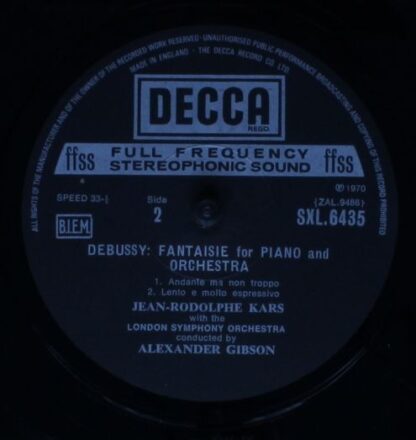 ALL RIGHTS OF THE MANUFACTURER AND OF THE OWNER OF THE RECORDED WORK RESERVED · UNAUTHORISED PUBLIC PERFORMANCE BROADCASTING AND COPYING OF THIS RECORD PROHIBITED
MADE IN ENGLAND · THE DECCA RECORD CO LTD.
DECCA
REGD.
ffss FULL FREQUENCY STEREOPHONIC SOUND ffss
Ⓟ 1970
SPEED 33-⅓ Side 2 (ZAL.9486)
SXL.6435
B.I.E.M.
DEBUSSY: FANTAISIE for PIANO and
ORCHESTRA
1. Andante ma non troppo
2. Lento e molto espressivo
JEAN-RODOLPHE KARS
with the
LONDON SYMPHONY ORCHESTRA
conducted by
ALEXANDER GIBSON